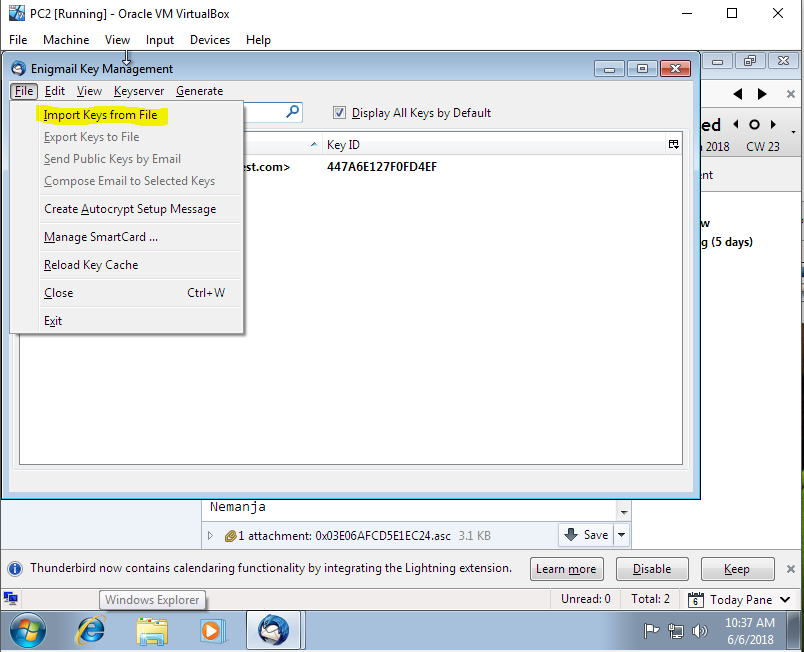 PC2 [Running] - Oracle VM VirtualBox
File Machine View Input Devices Help
Enigmail Key Management
File Edit View Keyserver Generate
Import Keys from File
Export Keys to File
Send Public Keys by Email
Compose Email to Selected Keys
Create Autocrypt Setup Message
Manage SmartCard ...
Reload Key Cache
Close Ctrl+W
Exit
Display All Keys by Default
Key ID
est.com> 447A6E127F0FD4EF
ed
2018 CW 23
ent
w
g (5 days)
Nemanja
1 attachment: 0x03E06AFCD5E1EC24.asc 3.1 KB Save
Thunderbird now contains calendaring functionality by integrating the Lightning extension. Learn more Disable Keep
Windows Explorer
Unread: 0 Total: 2 6 Today Pane
10:37 AM
6/6/2018